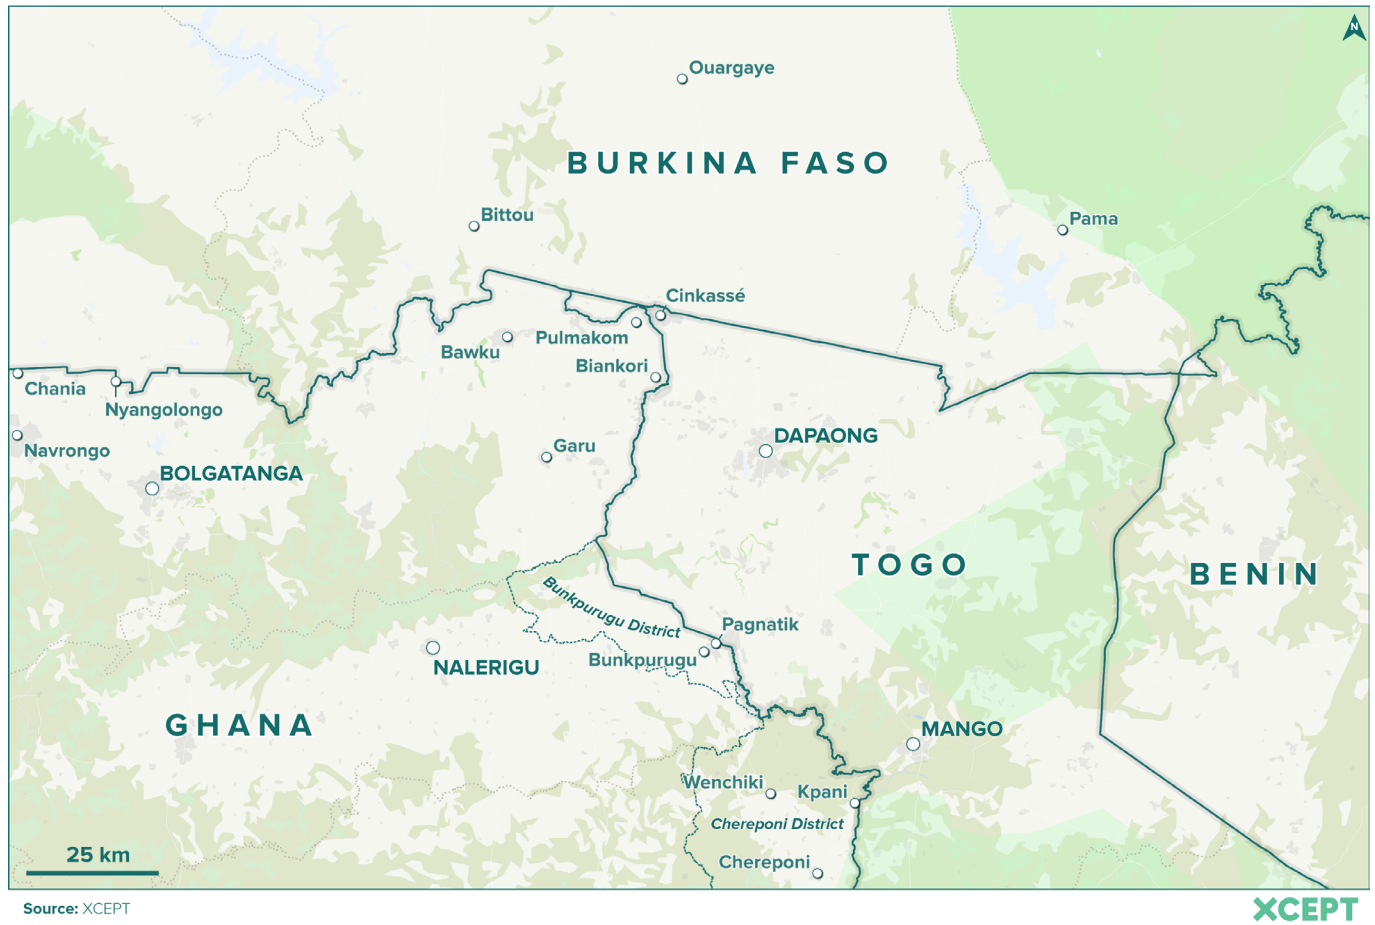 N
Ouargaye
BURKINA FASO
Bittou
Pama
Cinkassé
Pulmakom
Bawku
Biankori
Chania
Nyangolongo
DAPAONG
Garu
Navrongo
BOLGATANGA
TOGO
BENIN
Bunkpurugu District
Pagnatik
Bunkpurugu
NALERIGU
GHANA
MANGO
Wenchiki
Kpani
Chereponi District
25 km
Chereponi
Source: XCEPT
XCEPT